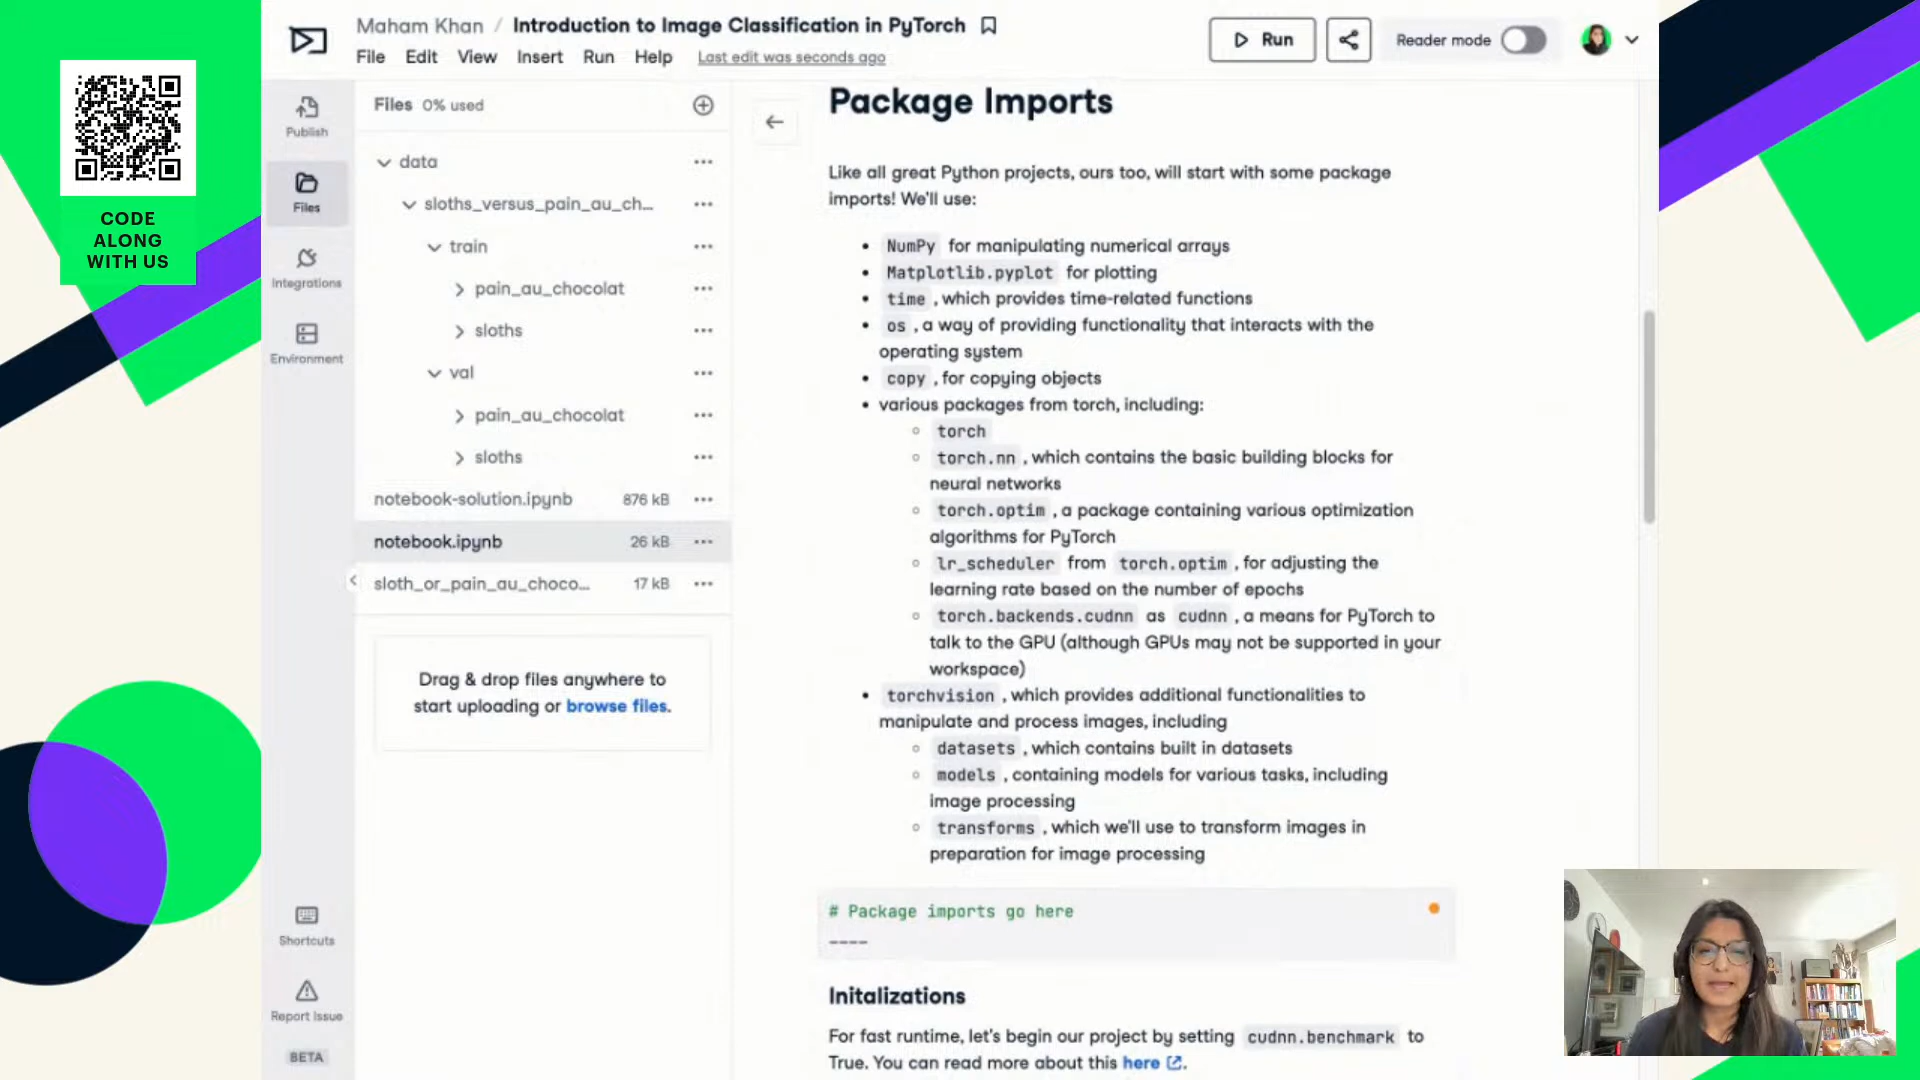 CODE
ALONG
WITH US
Maham Khan / Introduction to Image Classification in PyTorch
File Edit View Insert Run Help Last edit was seconds ago
Run
Reader mode
Publish
Files
Integrations
Environment
Shortcuts
Report Issue
BETA
Files 0% used
data
sloths_versus_pain_au_ch...
train
pain_au_chocolat
sloths
val
pain_au_chocolat
sloths
notebook-solution.ipynb 876 kB
notebook.ipynb 26 kB
sloth_or_pain_au_choco... 17 kB
Drag & drop files anywhere to
start uploading or browse files.
Package Imports
Like all great Python projects, ours too, will start with some package
imports! We'll use:
• NumPy for manipulating numerical arrays
• Matplotlib.pyplot for plotting
• time , which provides time-related functions
• os , a way of providing functionality that interacts with the
operating system
• copy , for copying objects
• various packages from torch, including:
◦ torch
◦ torch.nn , which contains the basic building blocks for
neural networks
◦ torch.optim , a package containing various optimization
algorithms for PyTorch
◦ lr_scheduler from torch.optim , for adjusting the
learning rate based on the number of epochs
◦ torch.backends.cudnn as cudnn , a means for PyTorch to
talk to the GPU (although GPUs may not be supported in your
workspace)
• torchvision , which provides additional functionalities to
manipulate and process images, including
◦ datasets , which contains built in datasets
◦ models , containing models for various tasks, including
image processing
◦ transforms , which we'll use to transform images in
preparation for image processing
# Package imports go here
----
Initalizations
For fast runtime, let's begin our project by setting cudnn.benchmark to
True. You can read more about this here .